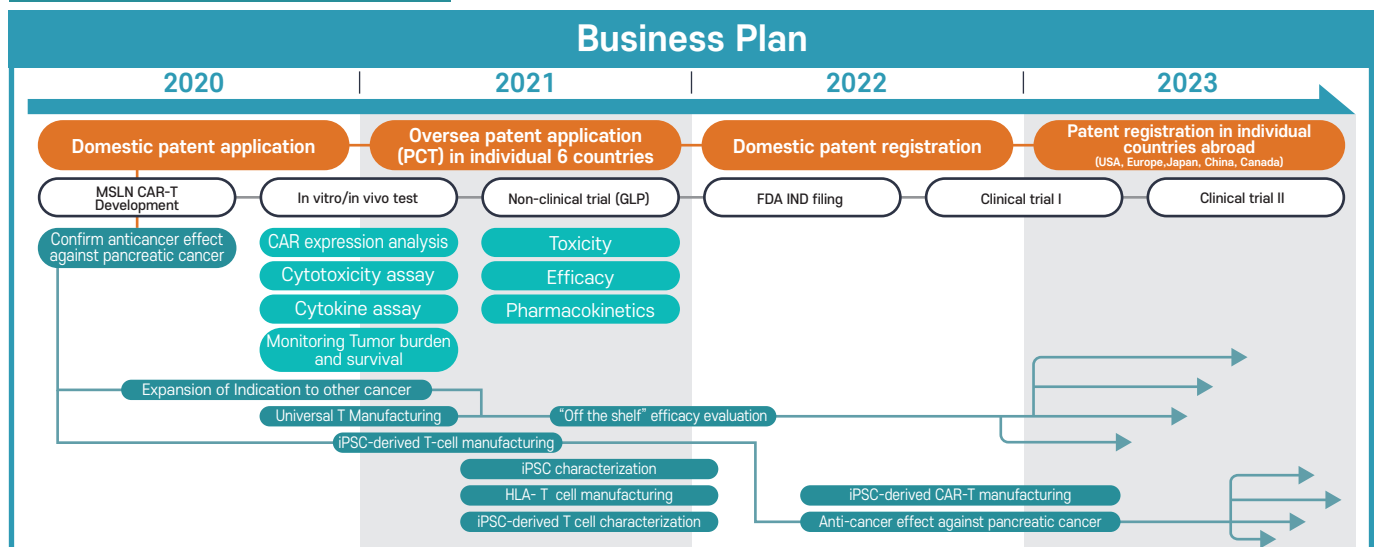 Business Plan
2020
2021
2022
2023
Domestic patent application
Oversea patent application
(PCT) in individual 6 countries
Domestic patent registration
Patent registration in individual
countries abroad
(USA, Europe,Japan, China, Canada)
MSLN CAR-T
Development
In vitro/in vivo test
Non-clinical trial (GLP)
FDA IND filing
Clinical trial I
Clinical trial II
Confirm anticancer effect
against pancreatic cancer
CAR expression analysis
Toxicity
Cytotoxicity assay
Efficacy
Cytokine assay
Pharmacokinetics
Monitoring Tumor burden
and survival
Expansion of Indication to other cancer
Universal T Manufacturing
“Off the shelf” efficacy evaluation
iPSC-derived T-cell manufacturing
iPSC characterization
HLA- T cell manufacturing
iPSC-derived CAR-T manufacturing
iPSC-derived T cell characterization
Anti-cancer effect against pancreatic cancer